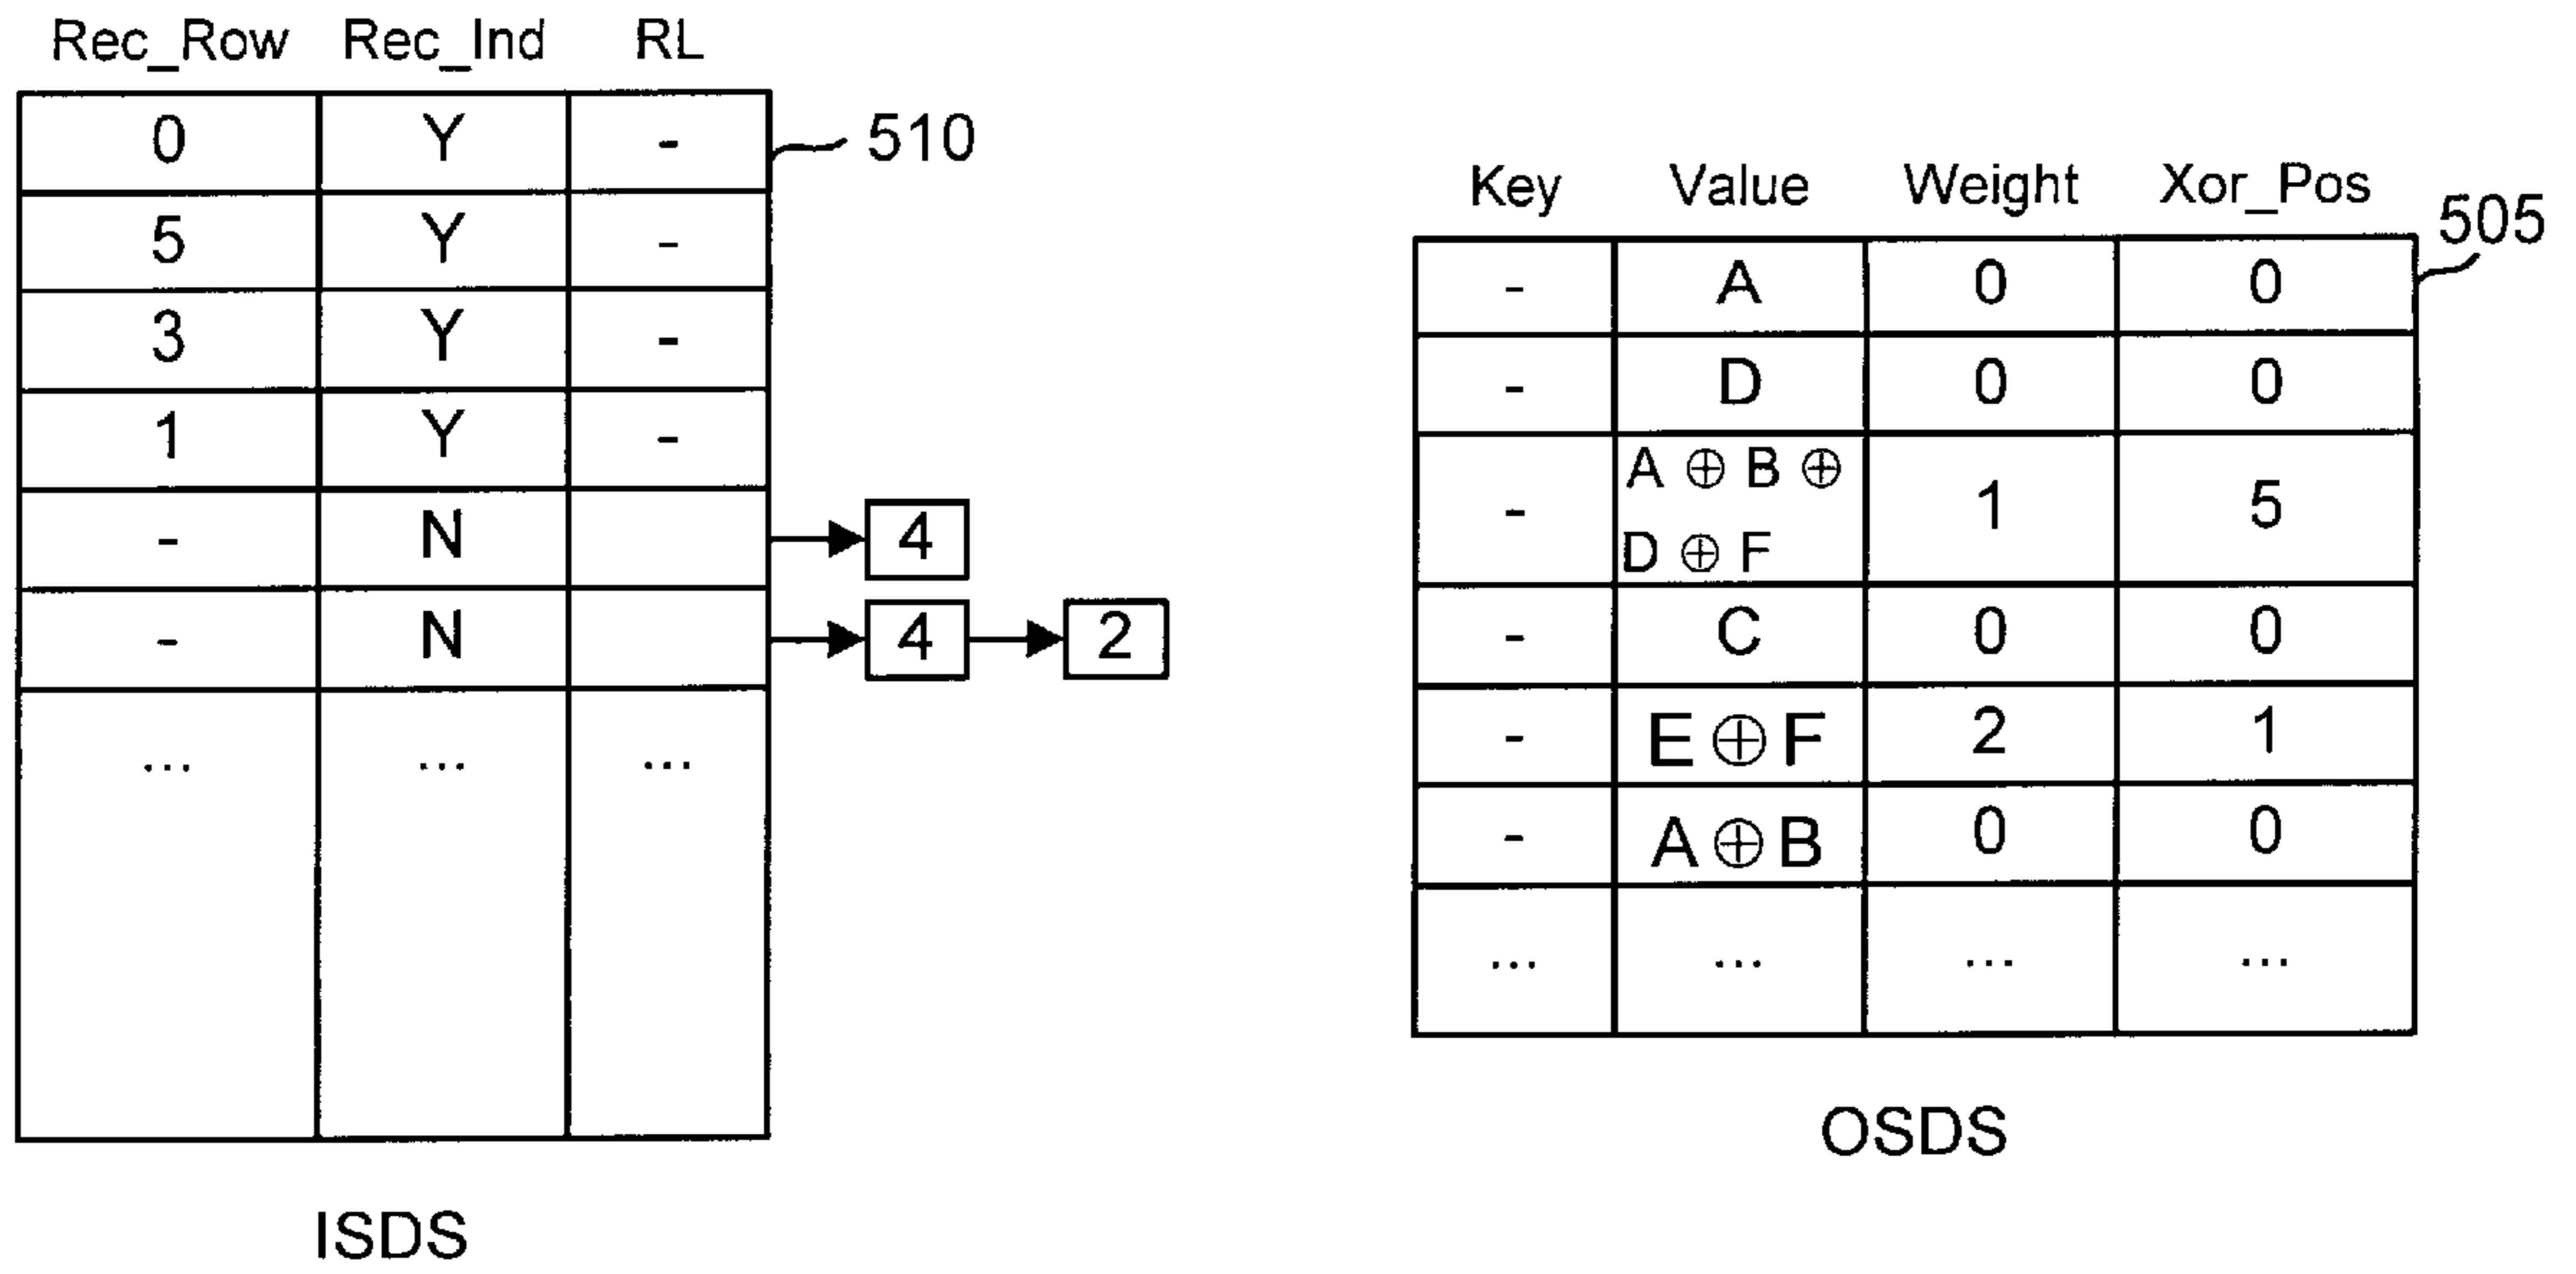 Rec_Row Rec_Ind RL
0 Y -
510
5 Y -
3 Y -
1 Y -
- N
4
- N
4 2
... ... ...
ISDS
Key Value Weight Xor_Pos
505
- A 0 0
- D 0 0
- A ⊕ B ⊕ 1 5
D ⊕ F
- C 0 0
- E ⊕ F 2 1
- A ⊕ B 0 0
... ... ... ...
OSDS